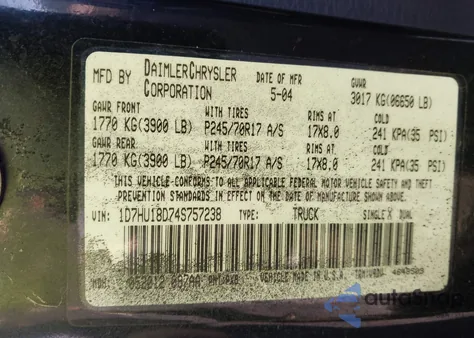 MFD BY DAIMLERCHRYSLER CORPORATION DATE OF MFR 5-04 GVWR 3017 KG(06650 LB)
GAWR FRONT WITH TIRES RIMS AT COLD
1770 KG(3900 LB) P245/70R17 A/S 17X8.0 241 KPA(35 PSI)
GAWR REAR WITH TIRES RIMS AT COLD
1770 KG(3900 LB) P245/70R17 A/S 17X8.0 241 KPA(35 PSI)
THIS VEHICLE CONFORMS TO ALL APPLICABLE FEDERAL MOTOR VEHICLE SAFETY AND THEFT
PREVENTION STANDARDS IN EFFECT ON THE DATE OF MANUFACTURE SHOWN ABOVE.
VIN: 1D7HU18D74S757238 TYPE: TRUCK SINGLE X DUAL
MDH: 052012 VEHICLE MADE IN U.S.A.
autoSnap